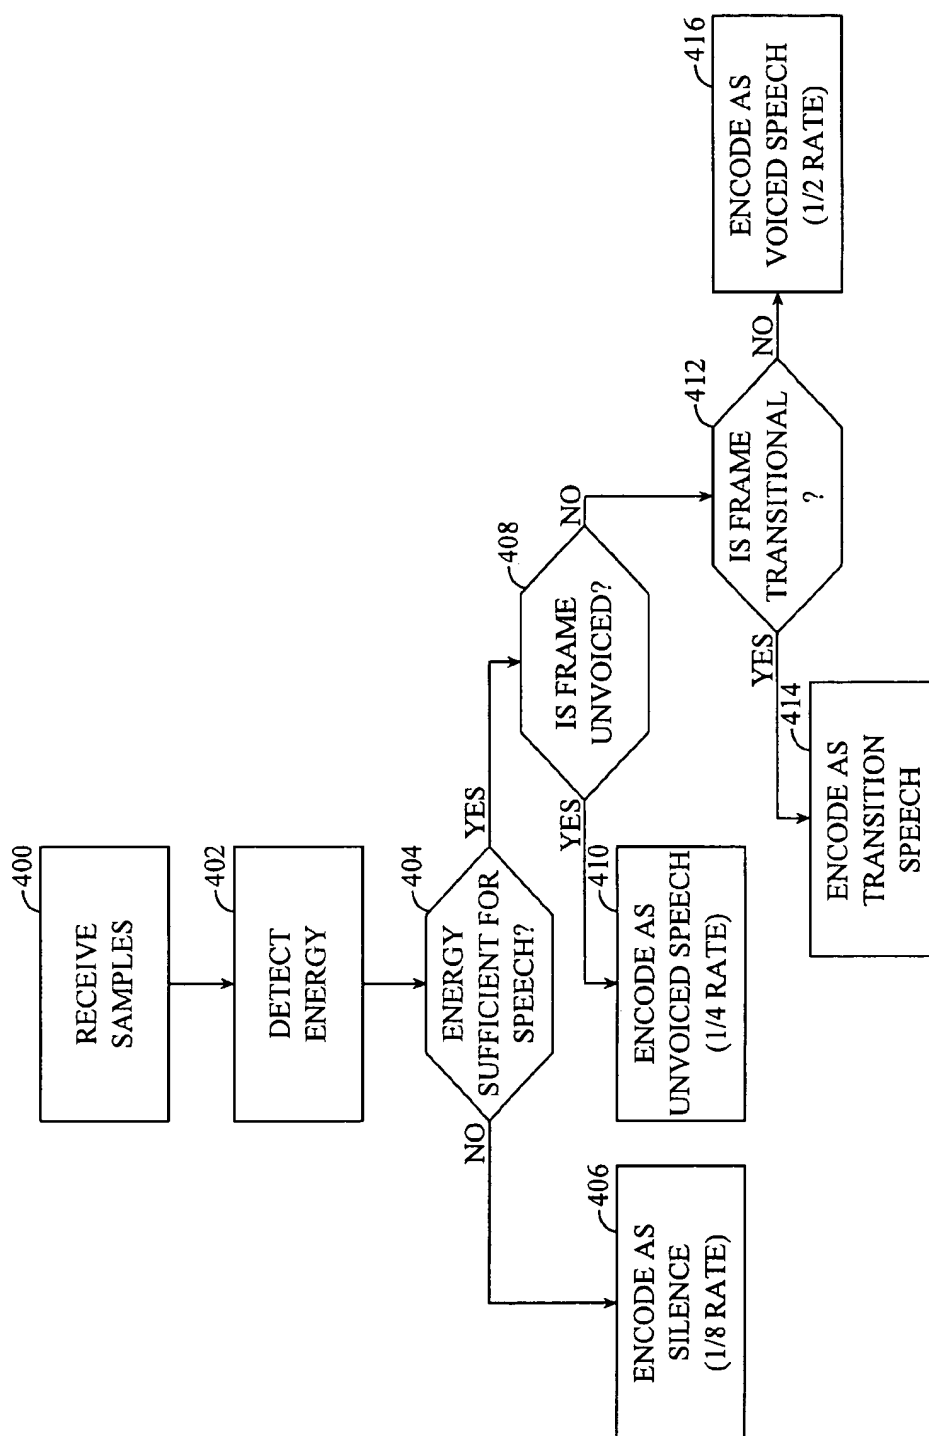 400
RECEIVE
SAMPLES
402
DETECT
ENERGY
404
ENERGY
SUFFICIENT FOR
SPEECH?
NO
YES
406
ENCODE AS
SILENCE
(1/8 RATE)
408
IS FRAME
UNVOICED?
YES
NO
410
ENCODE AS
UNVOICED SPEECH
(1/4 RATE)
412
IS FRAME
TRANSITIONAL
?
YES
NO
414
ENCODE AS
TRANSITION
SPEECH
416
ENCODE AS
VOICED SPEECH
(1/2 RATE)